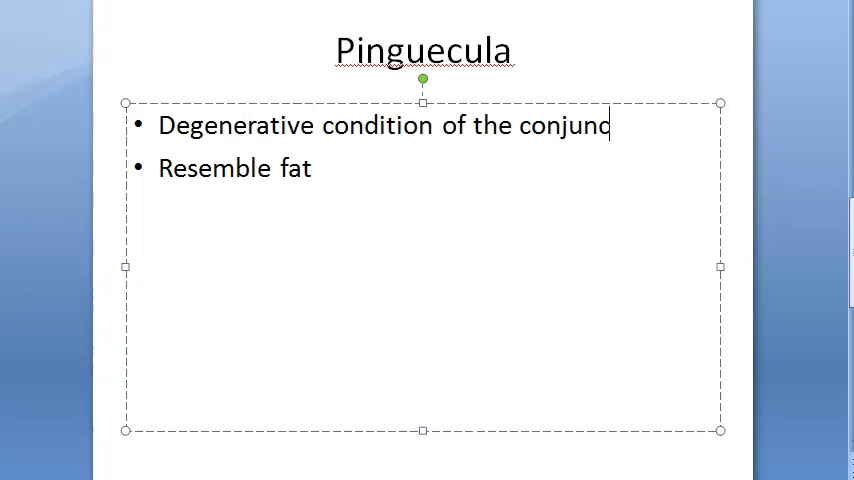 Pinguecula
• Degenerative condition of the conjunc
• Resemble fat